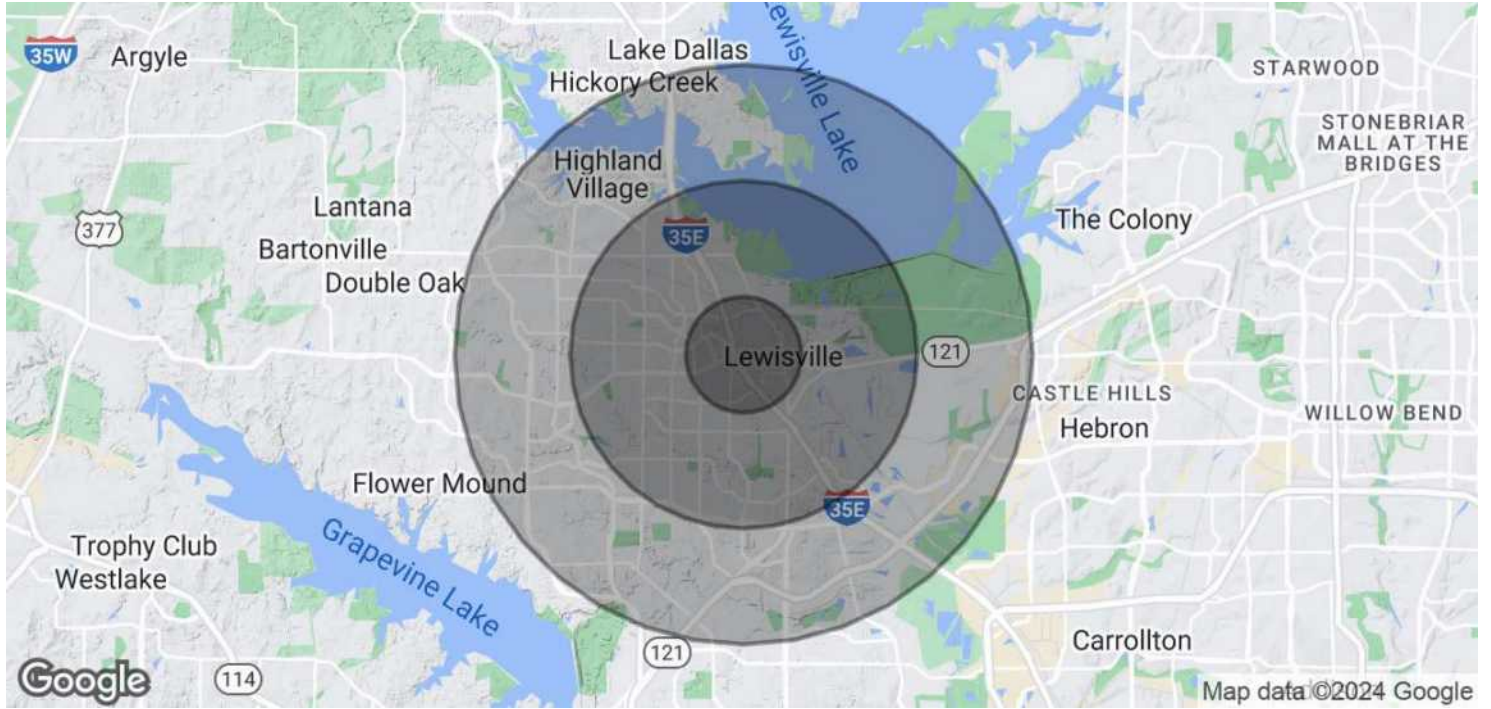 35W
Argyle
Lake Dallas
Hickory Creek
Lewisville Lake
STARWOOD
STONEBRIAR
MALL AT THE
BRIDGES
Highland
Village
Lantana
377
35E
The Colony
Bartonville
Double Oak
Lewisville
121
CASTLE HILLS
Hebron
WILLOW BEND
Flower Mound
35E
Grapevine Lake
Trophy Club
Westlake
121
Carrollton
Google
114
Map data ©2024 Google